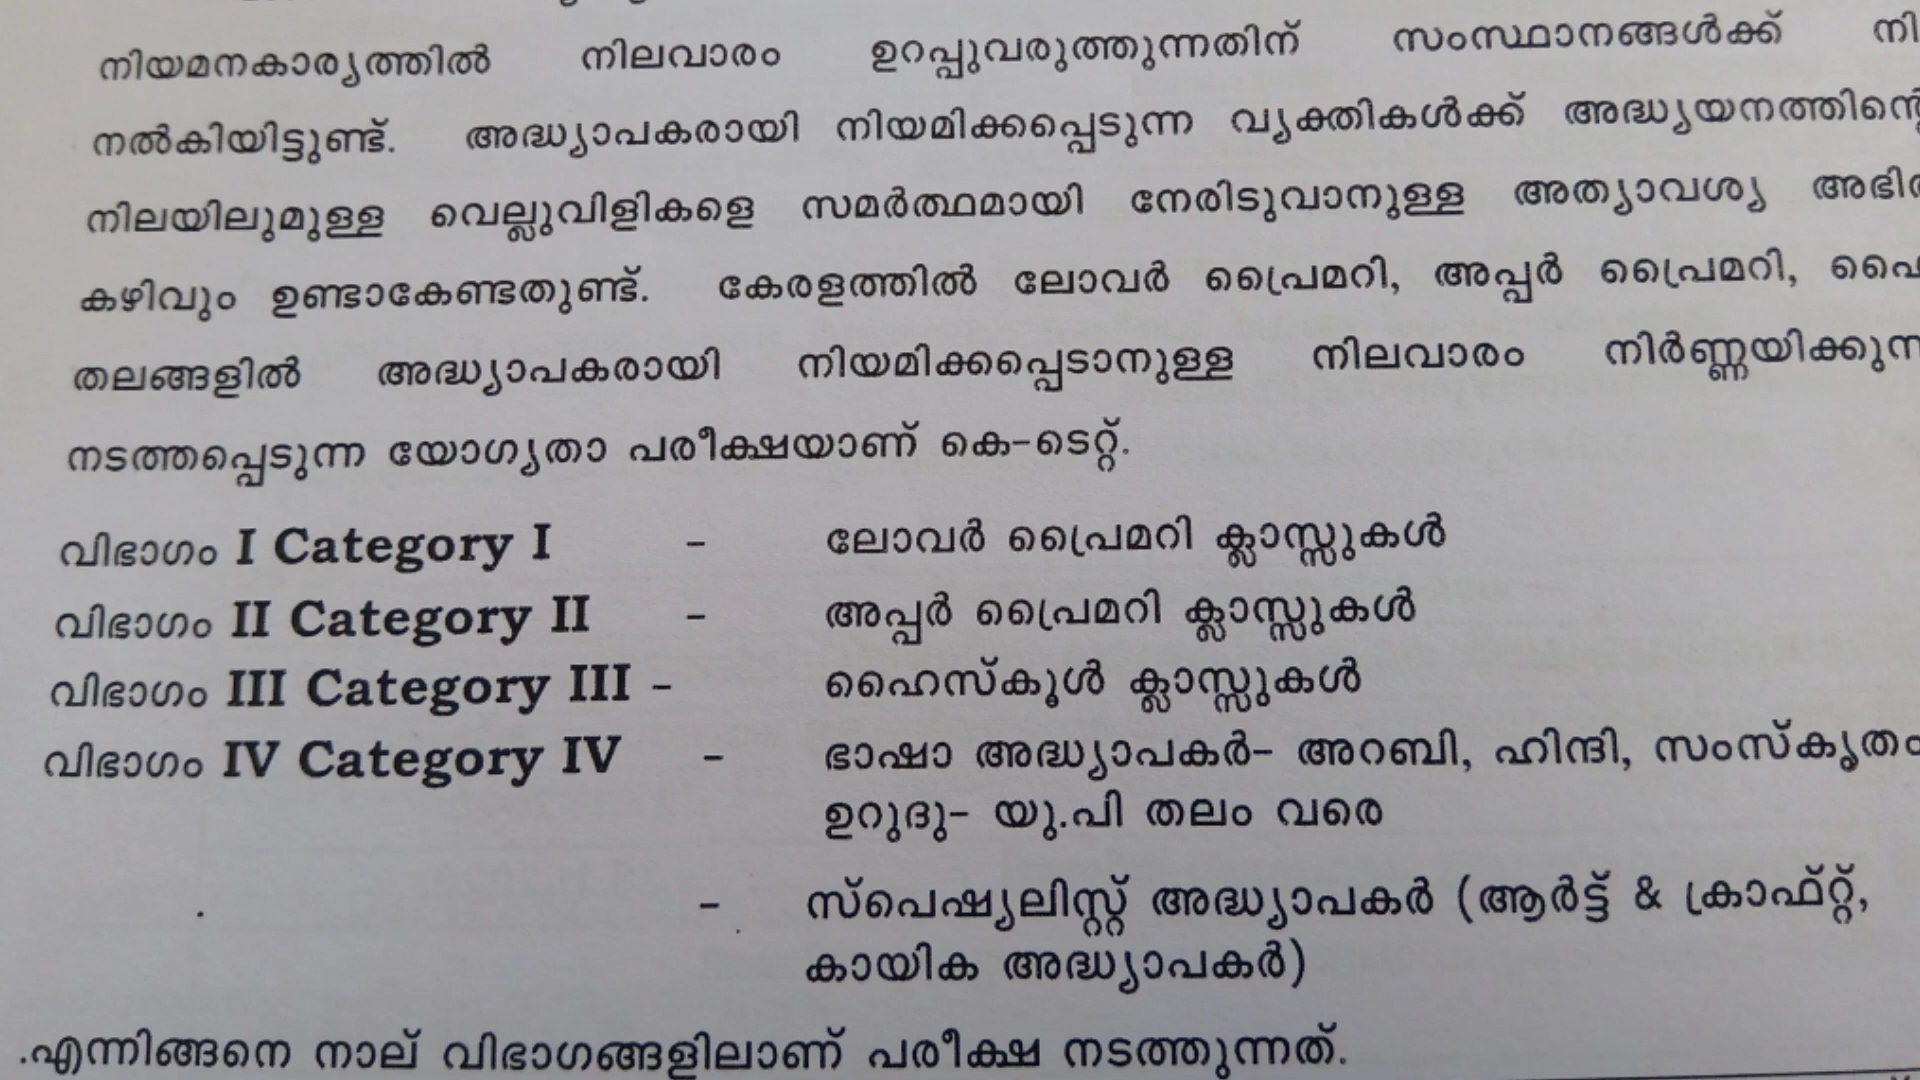 നിയമനകാര്യത്തിൽ നിലവാരം ഉറപ്പുവരുത്തുന്നതിന് സംസ്ഥാനങ്ങൾക്ക്
നൽകിയിട്ടുണ്ട്. അദ്ധ്യാപകരായി നിയമിക്കപ്പെടുന്ന വ്യക്തികൾക്ക് അദ്ധ്യയനത്തിന്റെ
നിലയിലുമുള്ള വെല്ലുവിളികളെ സമർത്ഥമായി നേരിടുവാനുള്ള അത്യാവശ്യ
കഴിവും ഉണ്ടാകേണ്ടതുണ്ട്. കേരളത്തിൽ ലോവർ പ്രൈമറി, അപ്പർ പ്രൈമറി,
തലങ്ങളിൽ അദ്ധ്യാപകരായി നിയമിക്കപ്പെടാനുള്ള നിലവാരം
നടത്തപ്പെടുന്ന യോഗ്യതാ പരീക്ഷയാണ് കെ-ടെറ്റ്.
വിഭാഗം I Category I - ലോവർ പ്രൈമറി ക്ലാസ്സുകൾ
വിഭാഗം II Category II - അപ്പർ പ്രൈമറി ക്ലാസ്സുകൾ
വിഭാഗം III Category III - ഹൈസ്കൂൾ ക്ലാസ്സുകൾ
വിഭാഗം IV Category IV - ഭാഷാ അദ്ധ്യാപകർ- അറബി, ഹിന്ദി, സംസ്കൃതം
ഉറുദു- യു.പി തലം വരെ
- സ്പെഷ്യലിസ്റ്റ് അദ്ധ്യാപകർ (ആർട്ട് & ക്രാഫ്റ്റ്,
കായിക അദ്ധ്യാപകർ)
.എന്നിങ്ങനെ നാല് വിഭാഗങ്ങളിലാണ് പരീക്ഷ നടത്തുന്നത്.